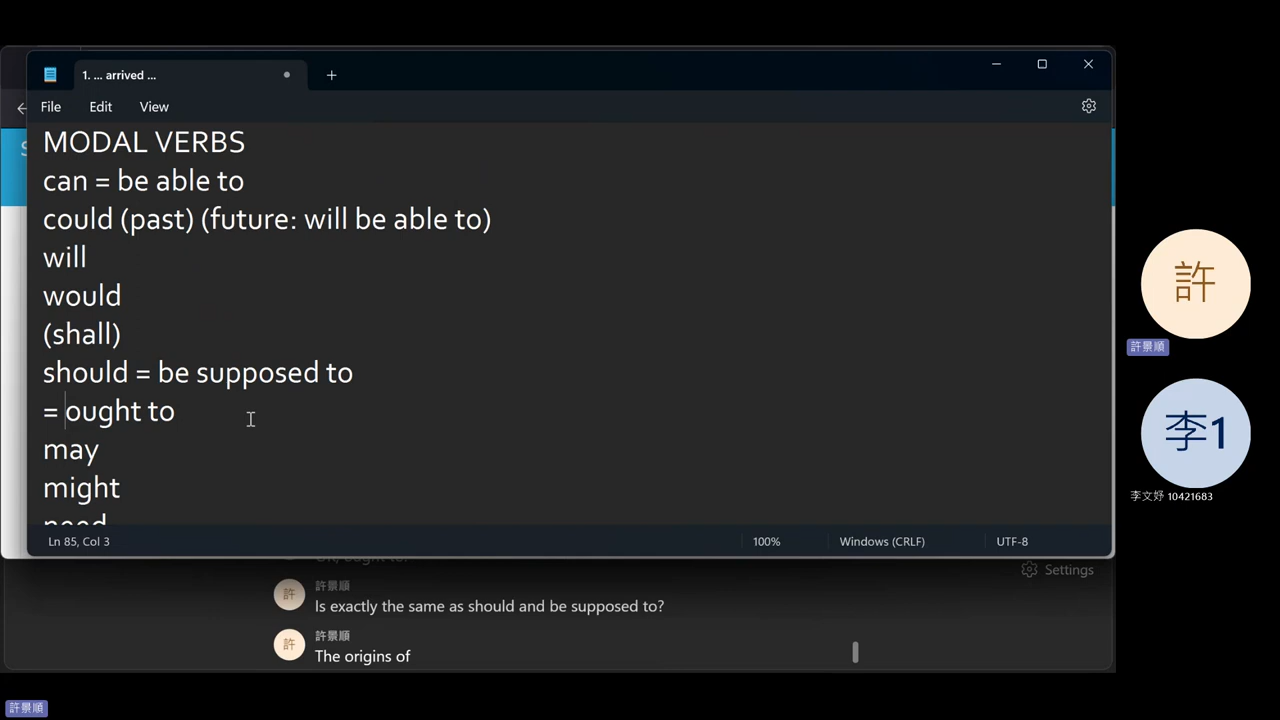 1. ... arrived ...
File Edit View
MODAL VERBS
can = be able to
could (past) (future: will be able to)
will
would
(shall)
should = be supposed to
= ought to
may
might
need
Ln 85, Col 3 100% Windows (CRLF) UTF-8
Settings
許景順
許 Is exactly the same as should and be supposed to?
許景順
許 The origins of
許
許景順
李1
李文妤 10421683
許景順